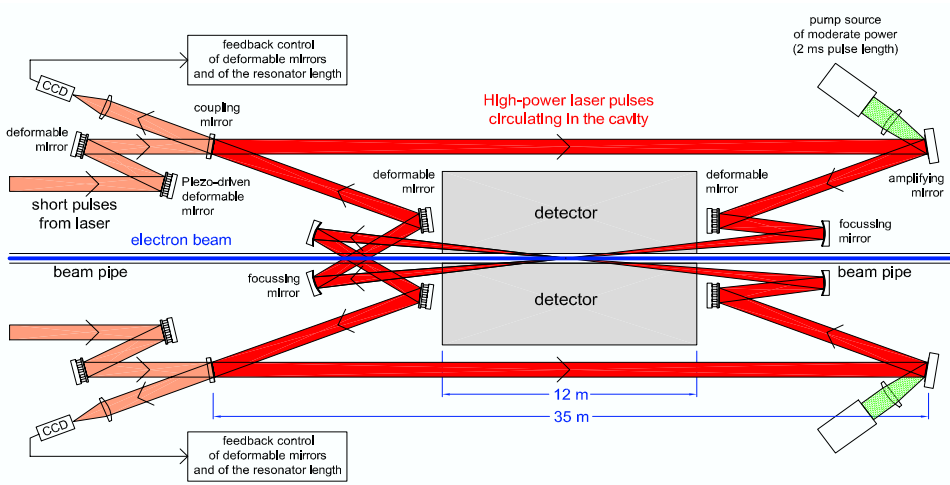 feedback control
of deformable mirrors
and of the resonator length
CCD
coupling
mirror
deformable
mirror
Piezo-driven
deformable
mirror
short pulses
from laser
High-power laser pulses
circulating in the cavity
pump source
of moderate power
(2 ms pulse length)
amplifying
mirror
deformable
mirror
detector
deformable
mirror
focussing
mirror
electron beam
beam pipe
focussing
mirror
detector
beam pipe
12 m
35 m
CCD
feedback control
of deformable mirrors
and of the resonator length